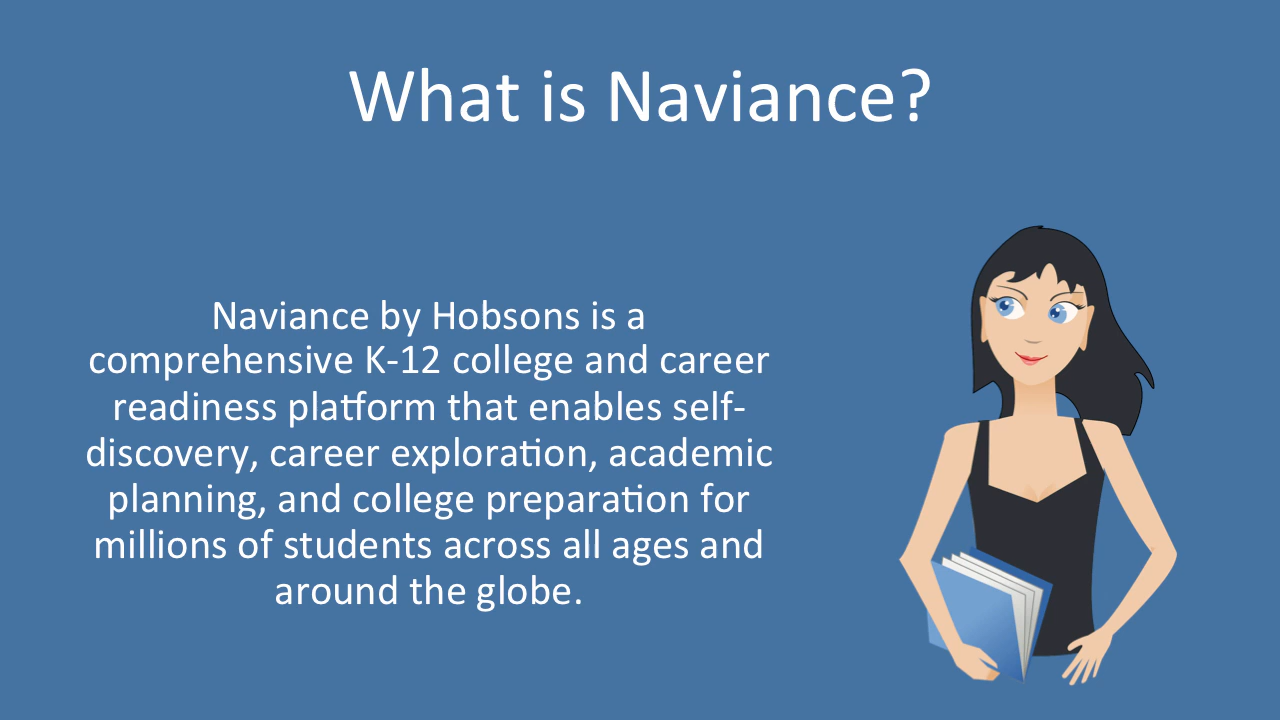 What is Naviance?
Naviance by Hobsons is a
comprehensive K-12 college and career
readiness platform that enables self-
discovery, career exploration, academic
planning, and college preparation for
millions of students across all ages and
around the globe.